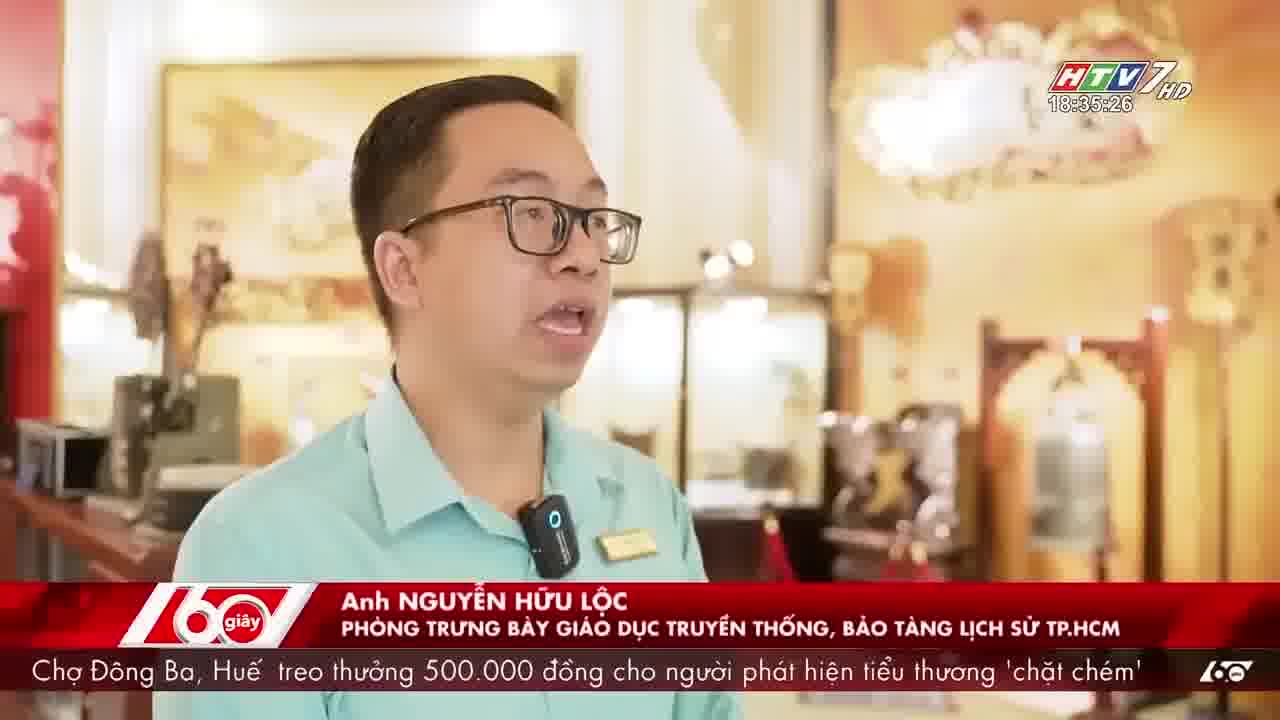 HTV7 HD
18:35:26
60 giây
Anh NGUYỄN HỮU LỘC
PHÒNG TRƯNG BÀY GIÁO DỤC TRUYỀN THỐNG, BẢO TÀNG LỊCH SỬ TP.HCM
Chợ Đông Ba, Huế treo thưởng 500.000 đồng cho người phát hiện tiểu thương 'chặt chém'
60